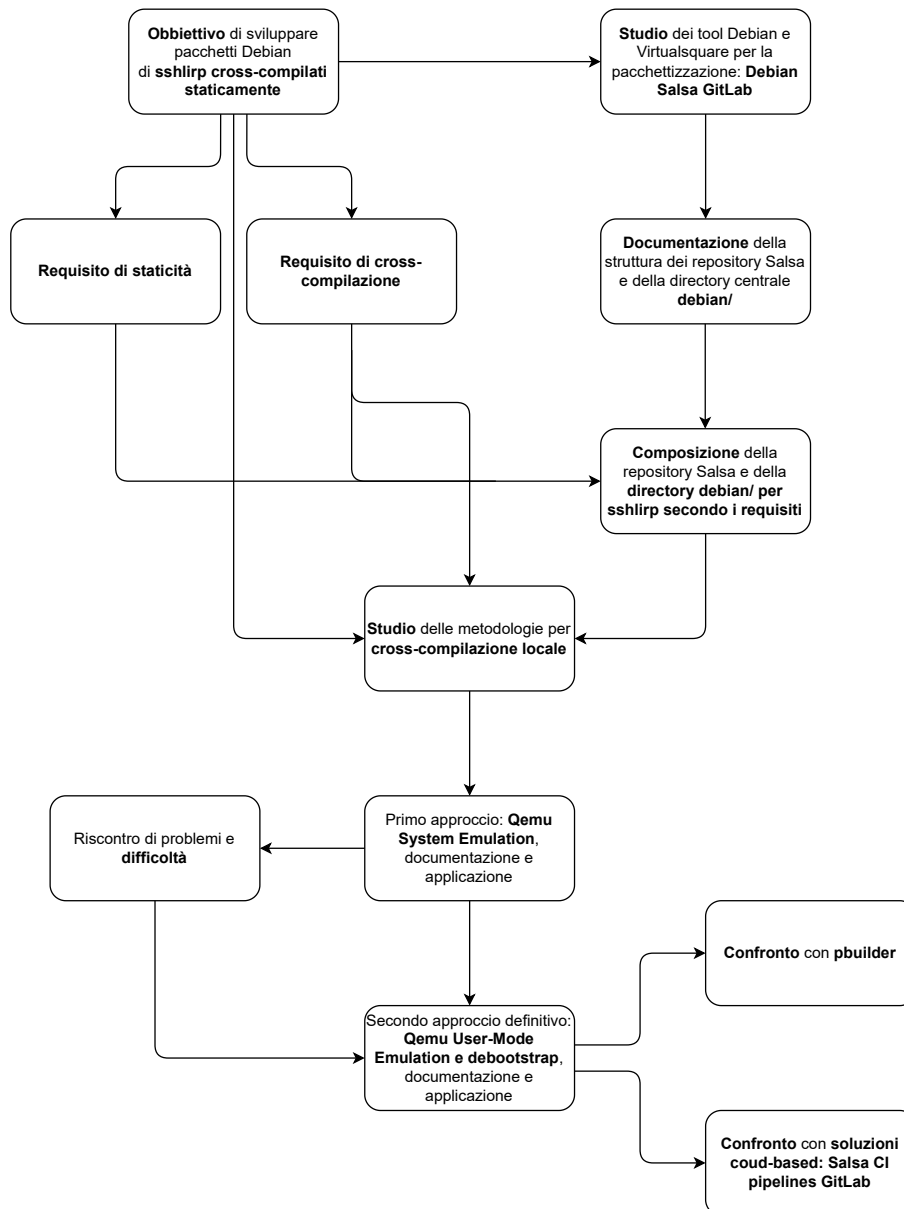 Obbiettivo di sviluppare
pacchetti Debian
di sshlirp cross-compilati
staticamente
Studio dei tool Debian e
Virtualsquare per la
pacchettizzazione: Debian
Salsa GitLab
Requisito di staticità
Requisito di cross-
compilazione
Documentazione della
struttura dei repository Salsa
e della directory centrale
debian/
Composizione della
repository Salsa e della
directory debian/ per
sshlirp secondo i requisiti
Studio delle metodologie per
cross-compilazione locale
Primo approccio: Qemu
System Emulation,
documentazione e
applicazione
Riscontro di problemi e
difficoltà
Secondo approccio definitivo:
Qemu User-Mode
Emulation e debootstrap,
documentazione e
applicazione
Confronto con pbuilder
Confronto con soluzioni
coud-based: Salsa CI
pipelines GitLab